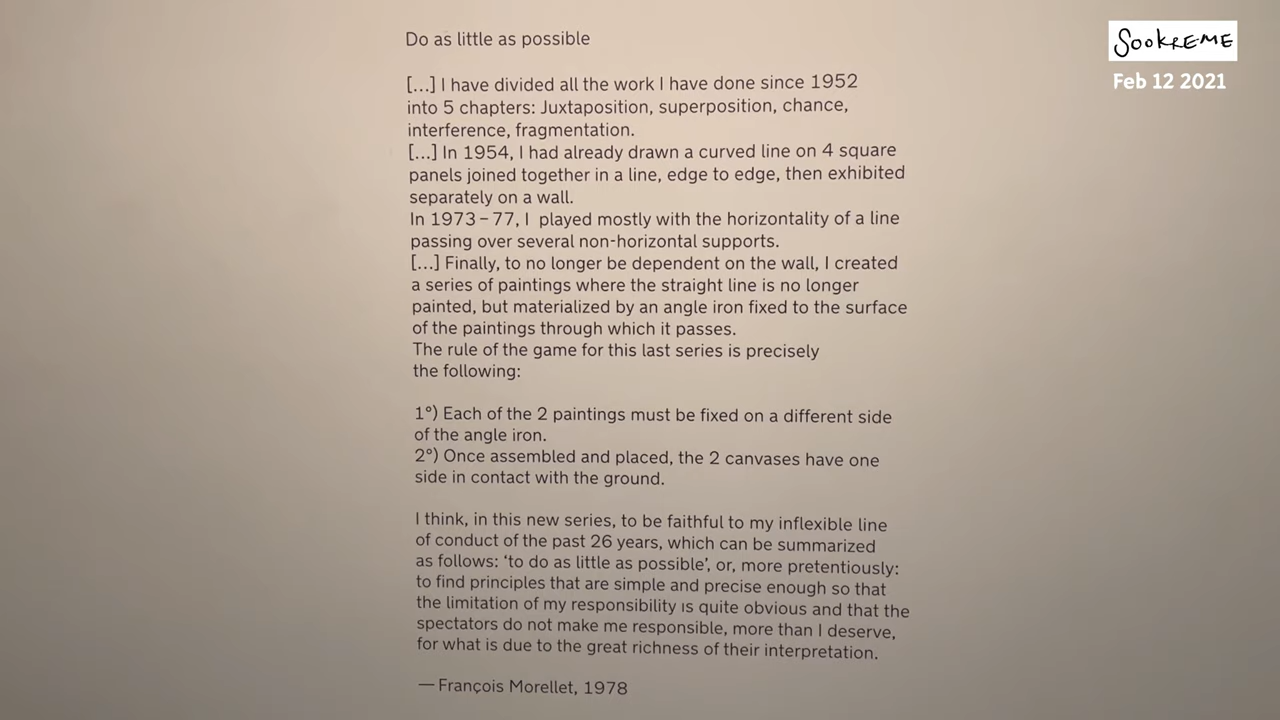 Do as little as possible
SOOKREME
Feb 12 2021
[...] I have divided all the work I have done since 1952
into 5 chapters: Juxtaposition, superposition, chance,
interference, fragmentation.
[...] In 1954, I had already drawn a curved line on 4 square
panels joined together in a line, edge to edge, then exhibited
separately on a wall.
In 1973 – 77, I played mostly with the horizontality of a line
passing over several non-horizontal supports.
[...] Finally, to no longer be dependent on the wall, I created
a series of paintings where the straight line is no longer
painted, but materialized by an angle iron fixed to the surface
of the paintings through which it passes.
The rule of the game for this last series is precisely
the following:
1°) Each of the 2 paintings must be fixed on a different side
of the angle iron.
2°) Once assembled and placed, the 2 canvases have one
side in contact with the ground.
I think, in this new series, to be faithful to my inflexible line
of conduct of the past 26 years, which can be summarized
as follows: ‘to do as little as possible’, or, more pretentiously:
to find principles that are simple and precise enough so that
the limitation of my responsibility is quite obvious and that the
spectators do not make me responsible, more than I deserve,
for what is due to the great richness of their interpretation.
— François Morellet, 1978